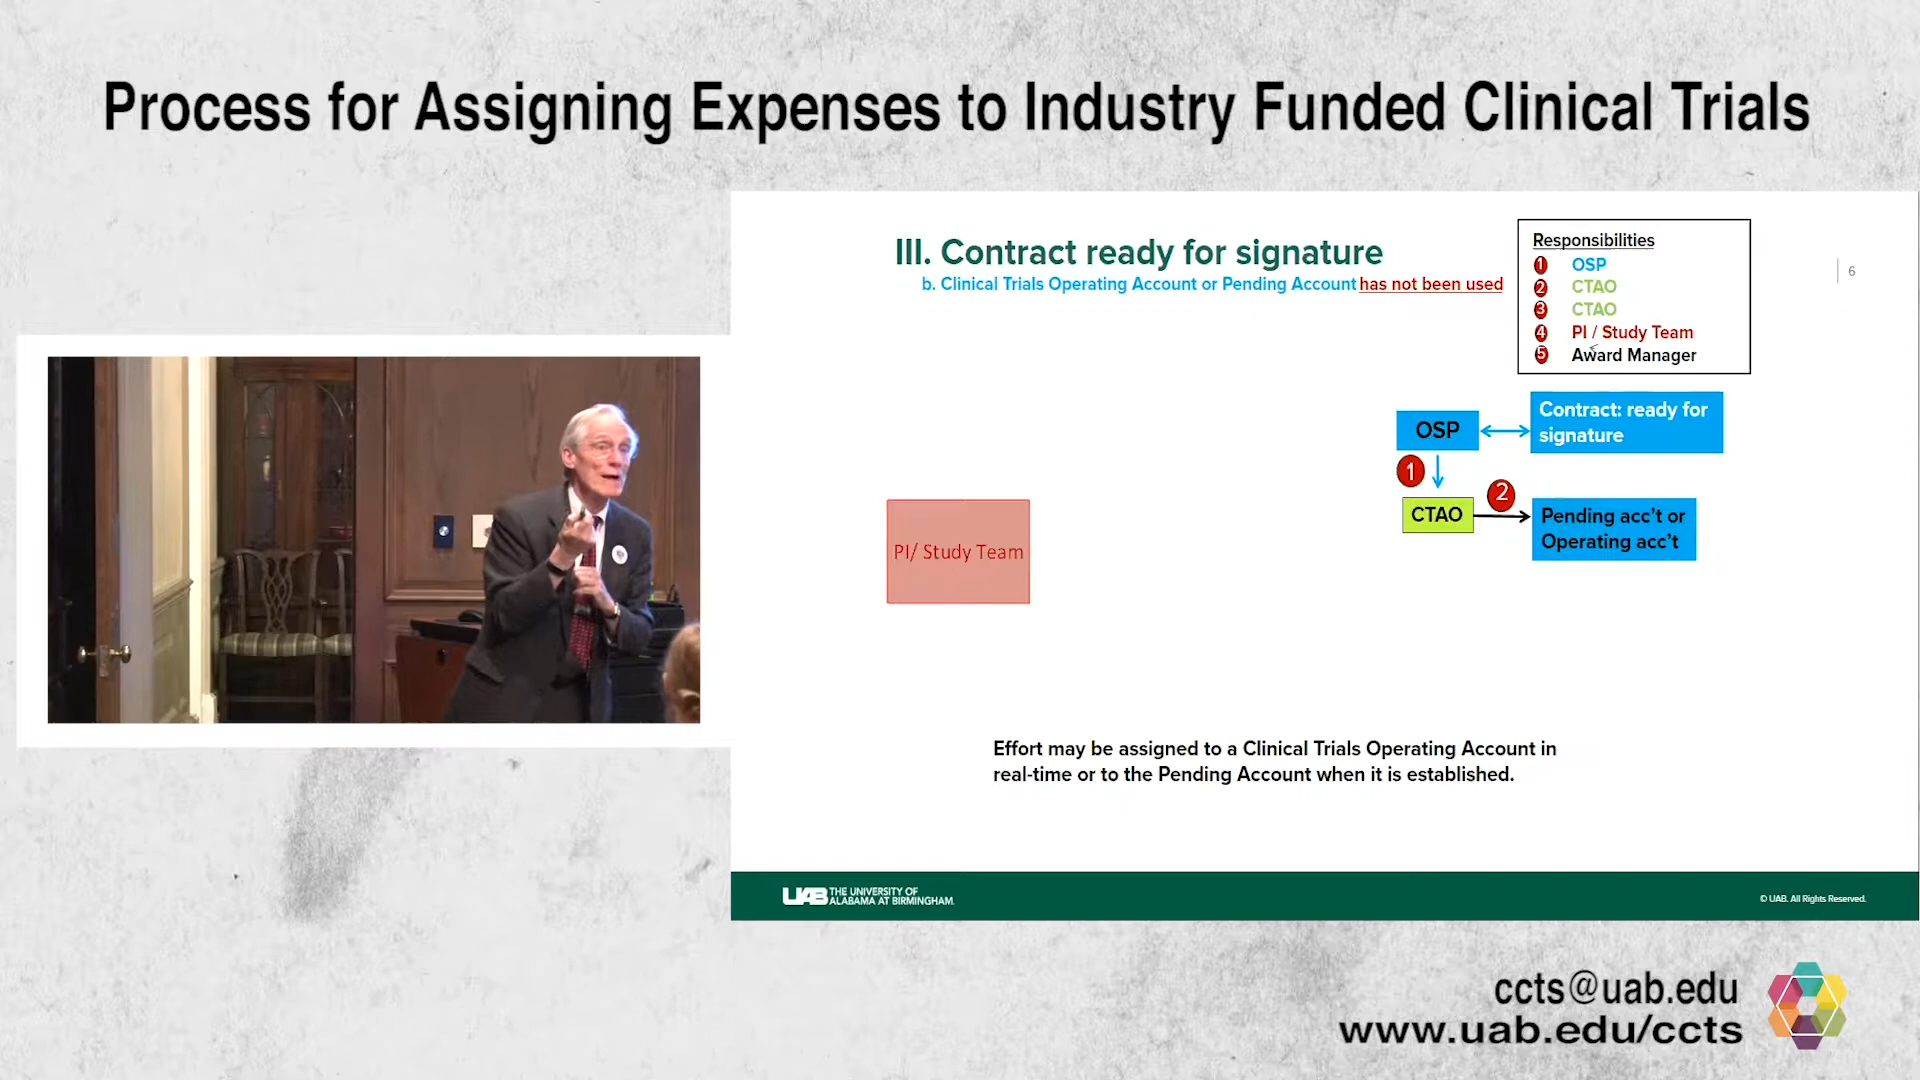 Process for Assigning Expenses to Industry Funded Clinical Trials
III. Contract ready for signature
b. Clinical Trials Operating Account or Pending Account has not been used
Responsibilities
1 OSP
2 CTAO
3 CTAO
4 PI / Study Team
5 Award Manager
6
OSP
Contract: ready for
signature
1
2
CTAO
Pending acc't or
Operating acc't
PI/ Study Team
Effort may be assigned to a Clinical Trials Operating Account in
real-time or to the Pending Account when it is established.
UAB THE UNIVERSITY OF
ALABAMA AT BIRMINGHAM.
© UAB. All Rights Reserved.
ccts@uab.edu
www.uab.edu/ccts